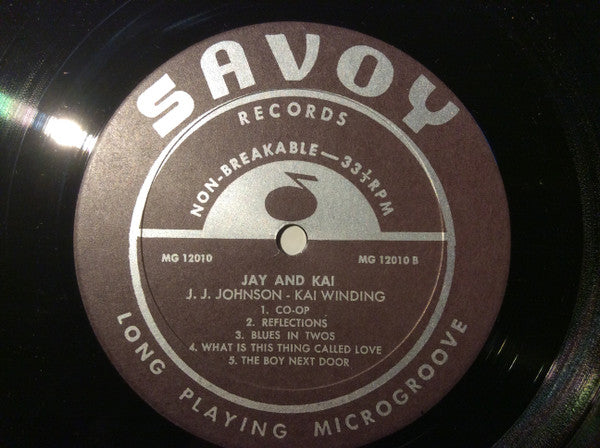 SAVOY
RECORDS
NON-BREAKABLE—33⅓RPM
MG 12010
MG 12010 B
JAY AND KAI
J. J. JOHNSON - KAI WINDING
1. CO-OP
2. REFLECTIONS
3. BLUES IN TWOS
4. WHAT IS THIS THING CALLED LOVE
5. THE BOY NEXT DOOR
LONG PLAYING MICROGROOVE